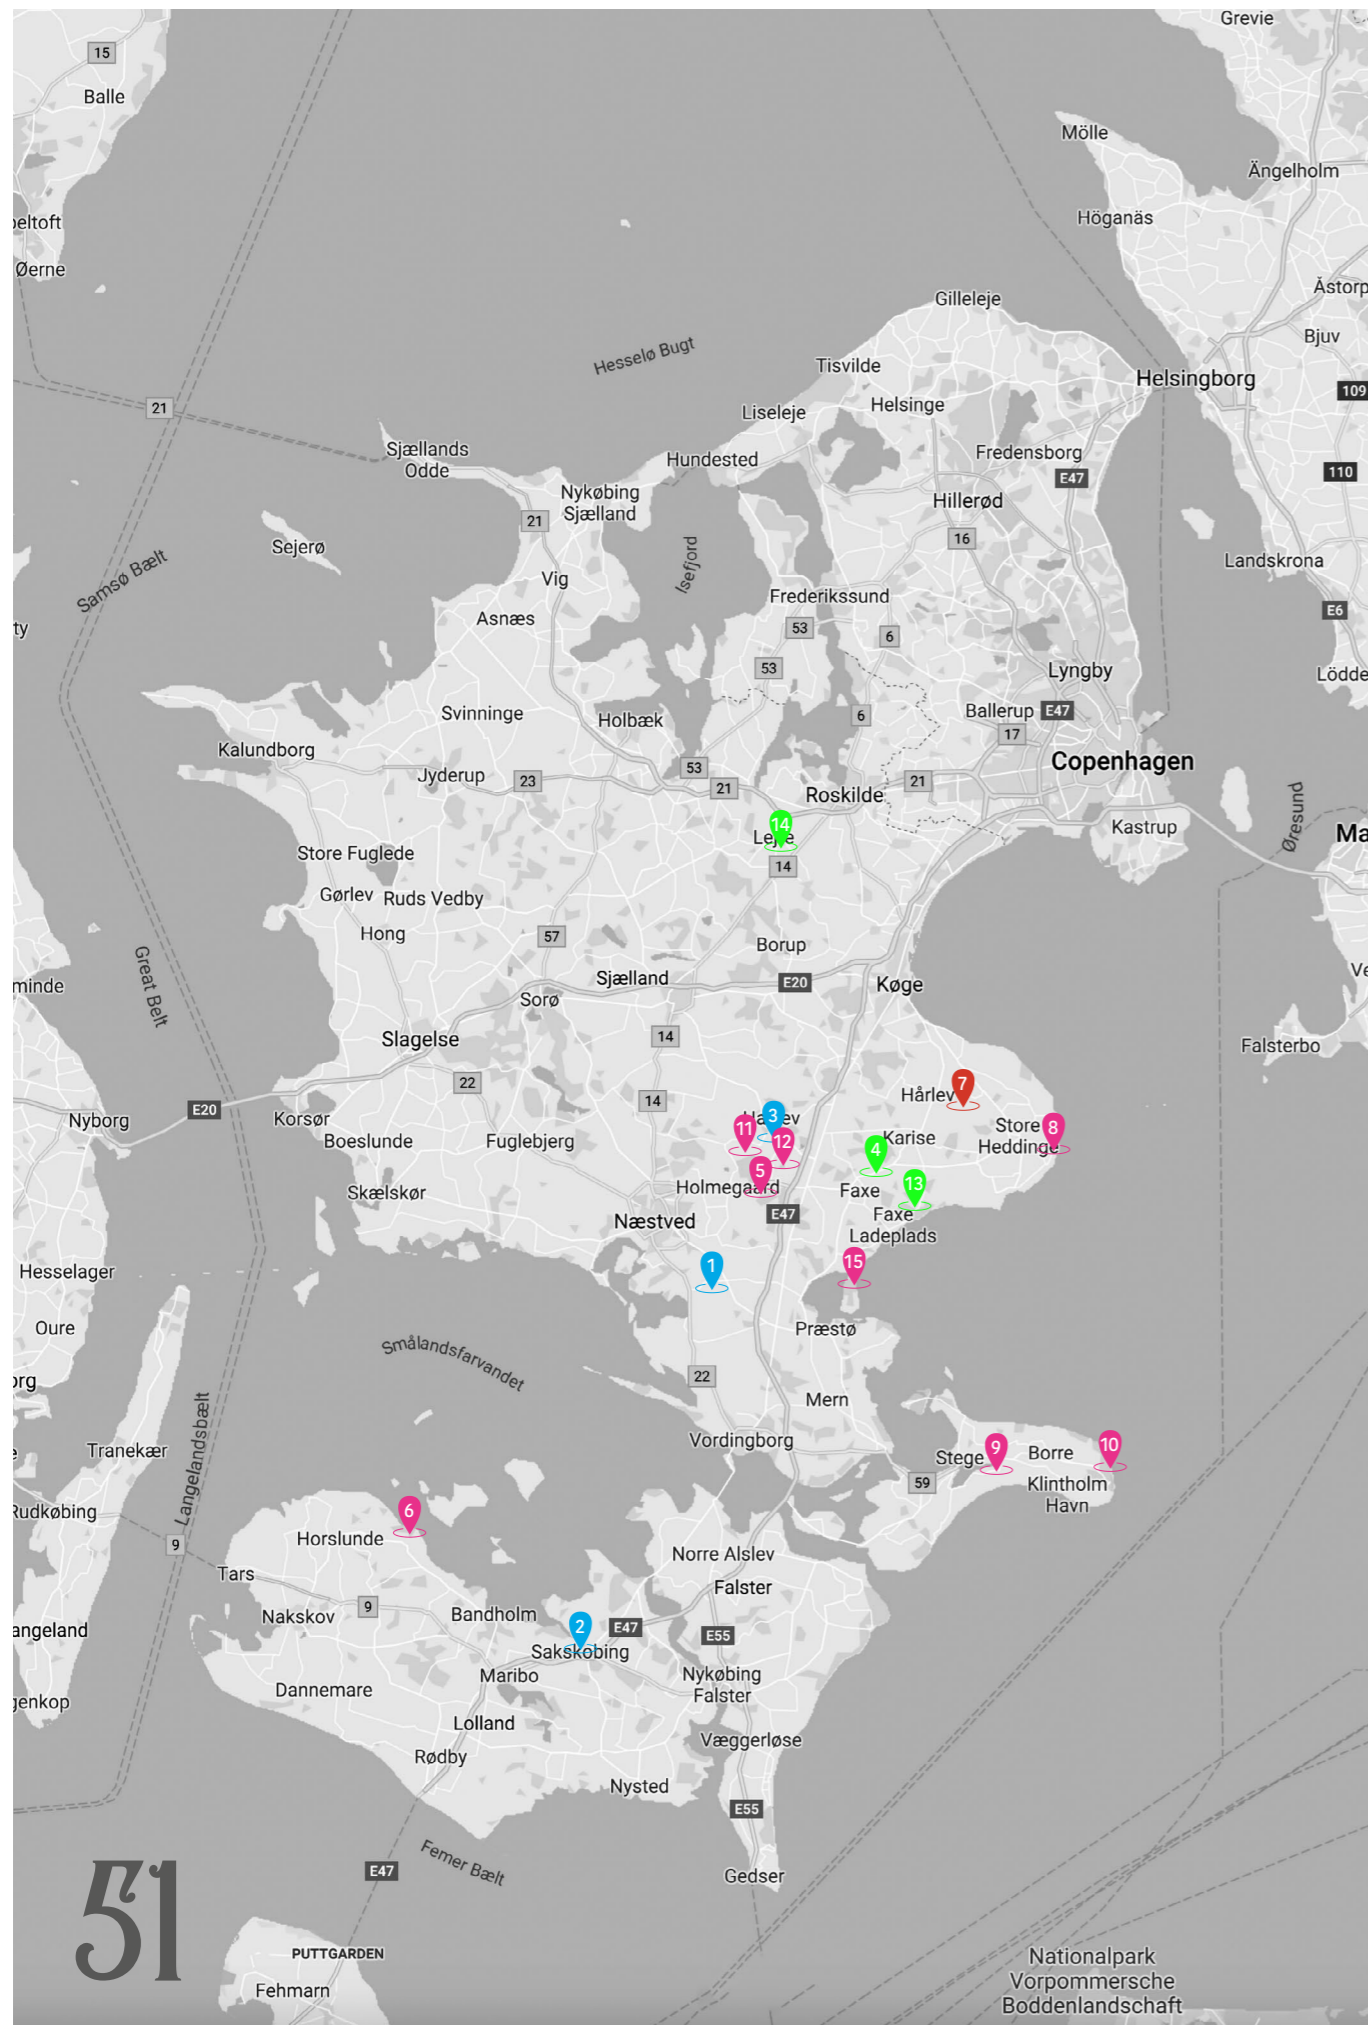 Grevie
15
Balle
Mölle
Ängelholm
Höganäs
eltoft
Øerne
Åstorp
Gilleleje
Bjuv
Hesselø Bugt
Tisvilde
Helsingborg
109
21
Liseleje
Helsinge
Sjællands
Odde
Hundested
Fredensborg
E47
110
Nykøbing
Sjælland
Hillerød
21
16
Sejerø
Isefjord
Landskrona
Samsø Bælt
Vig
Frederikssund
E6
Asnæs
ty
53
6
53
Lyngby
Lödde
Svinninge
Holbæk
6
Ballerup
E47
17
Kalundborg
Copenhagen
Jyderup
23
53
21
21
Roskilde
Øresund
14
Kastrup
Ma
Store Fuglede
14
Gørlev
Ruds Vedby
Hong
57
Borup
Great Belt
Sjælland
E20
Køge
Ve
minde
Sorø
14
Slagelse
Falsterbo
22
7
Hårlev
14
E20
Nyborg
Korsør
3
Store
Heddinge
8
Boeslunde
Fuglebjerg
11
12
Karise
4
5
13
Holmegaard
Skælskør
Faxe
Næstved
E47
Faxe
Ladeplads
Hesselager
1
15
Oure
Præstø
Smålandsfarvandet
org
22
Mern
Langelandsbælt
Tranekær
Vordingborg
Stege
9
Borre
10
59
Klintholm
Havn
Rudkøbing
6
Horslunde
9
Norre Alslev
Tars
Falster
9
Nakskov
Bandholm
2
E47
E55
angeland
Sakskobing
Maribo
Nykøbing
Falster
Dannemare
genkop
Lolland
Væggerløse
Rødby
Nysted
E55
Femer Bælt
E47
Gedser
51
PUTTGARDEN
Fehmarn
Nationalpark
Vorpommersche
Boddenlandschaft